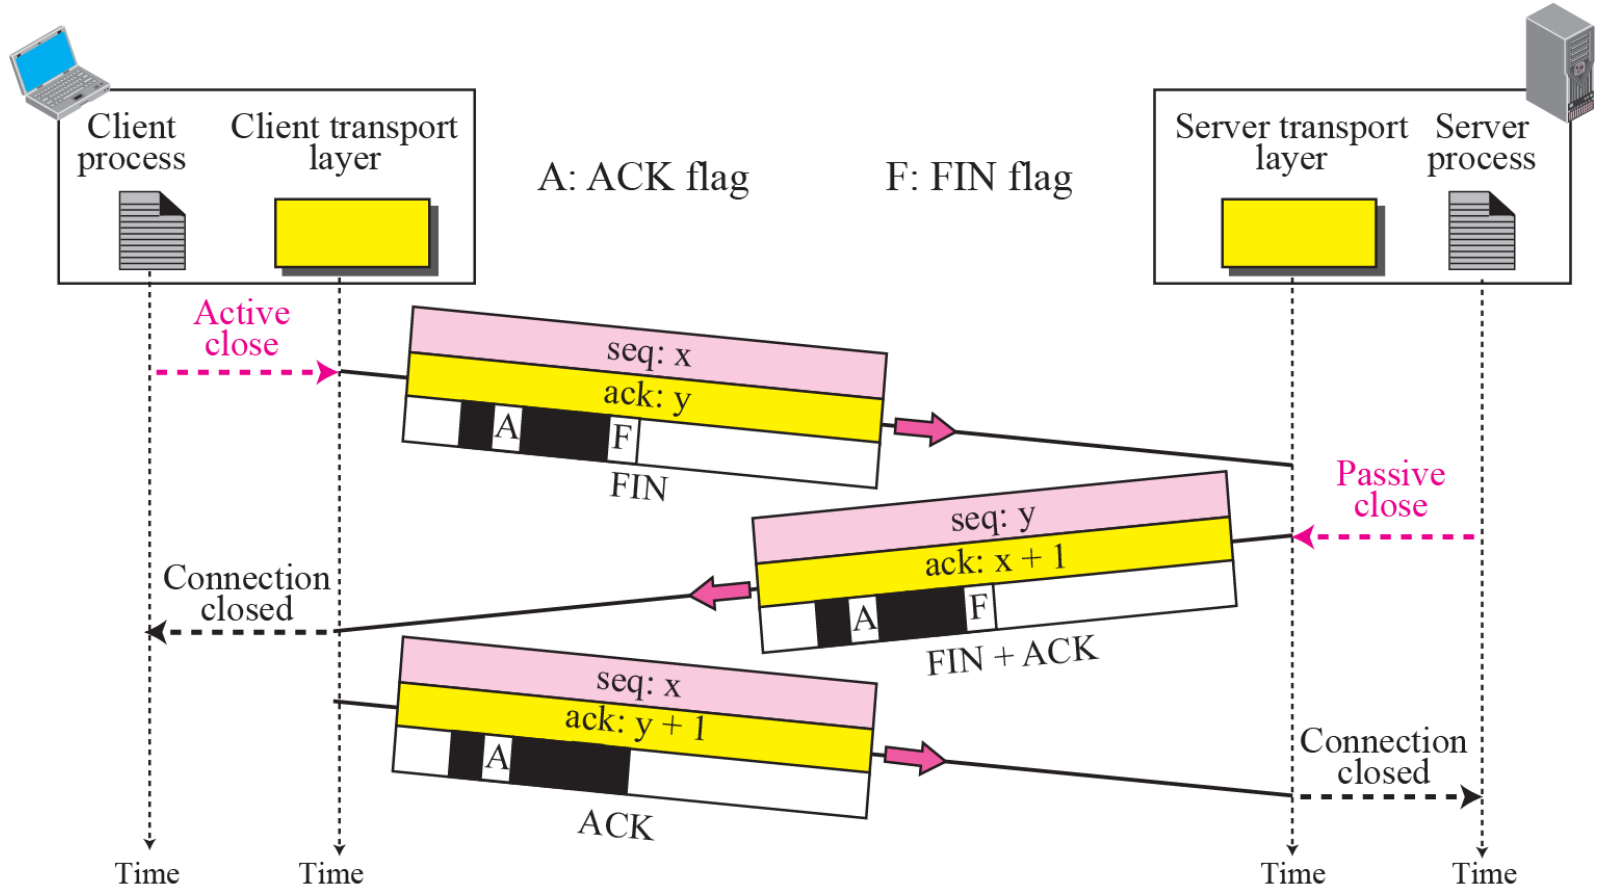 Client
process
Client transport
layer
A: ACK flag
F: FIN flag
Server transport
layer
Server
process
Active
close
seq: x
ack: y
A
F
FIN
Passive
close
seq: y
ack: x + 1
A
F
FIN + ACK
Connection
closed
seq: x
ack: y + 1
A
ACK
Connection
closed
Time
Time
Time
Time